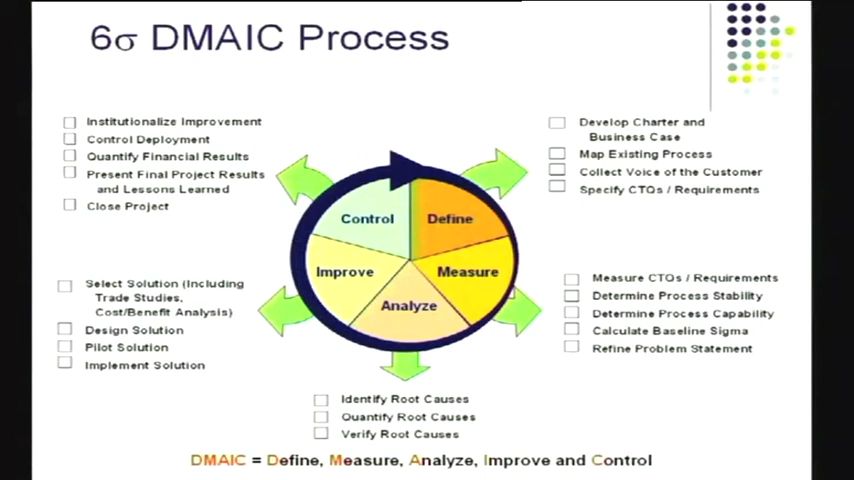 6σ DMAIC Process
Institutionalize Improvement
Control Deployment
Quantify Financial Results
Present Final Project Results
and Lessons Learned
Close Project
Develop Charter and
Business Case
Map Existing Process
Collect Voice of the Customer
Specify CTQs / Requirements
Control
Define
Improve
Measure
Analyze
Select Solution (Including
Trade Studies,
Cost/Benefit Analysis)
Design Solution
Pilot Solution
Implement Solution
Measure CTQs / Requirements
Determine Process Stability
Determine Process Capability
Calculate Baseline Sigma
Refine Problem Statement
Identify Root Causes
Quantify Root Causes
Verify Root Causes
DMAIC = Define, Measure, Analyze, Improve and Control